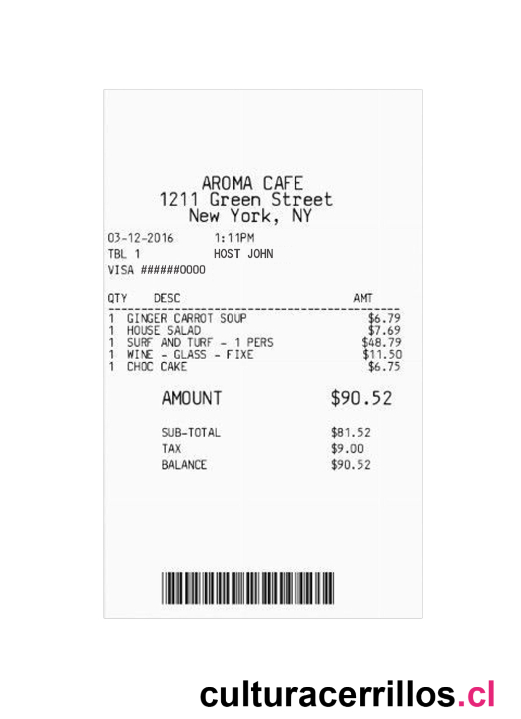 AROMA CAFE
1211 Green Street
New York, NY
03-12-2016 1:11PM
TBL 1 HOST JOHN
VISA ######0000
QTY DESC AMT
1 GINGER CARROT SOUP $6.79
1 HOUSE SALAD $7.69
1 SURF AND TURF - 1 PERS $48.79
1 WINE - GLASS - FIXE $11.50
1 CHOC CAKE $6.75
AMOUNT $90.52
SUB-TOTAL $81.52
TAX $9.00
BALANCE $90.52
culturacerrillos.cl